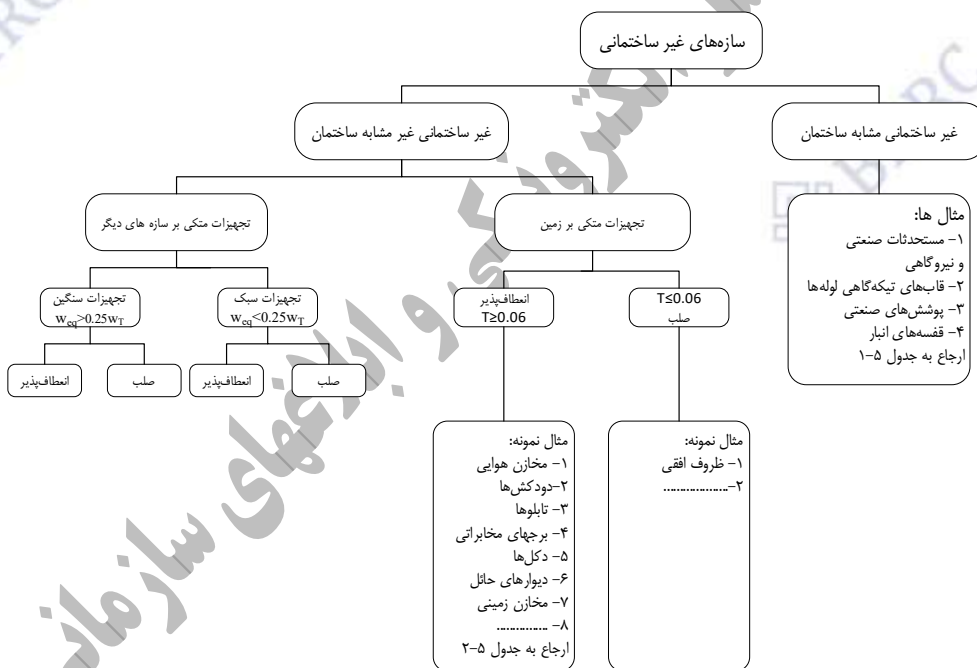 سازه‌های غیر ساختمانی
غیر ساختمانی مشابه ساختمان
غیر ساختمانی غیر مشابه ساختمان
مثال ها:
۱- مستحدثات صنعتی
و نیروگاهی
۲- قاب‌های تیکه‌گاهی لوله‌ها
۳- پوشش‌های صنعتی
۴- قفسه‌های انبار
ارجاع به جدول ۵-۱
تجهیزات متکی بر زمین
تجهیزات متکی بر سازه های دیگر
T≤0.06
صلب
انعطاف‌پذیر
T≥0.06
تجهیزات سبک
w_eq<0.25w_T
تجهیزات سنگین
w_eq>0.25w_T
صلب
انعطاف‌پذیر
صلب
انعطاف‌پذیر
مثال نمونه:
۱- ظروف افقی
۲-....................
مثال نمونه:
۱- مخازن هوایی
۲-دودکش‌ها
۳- تابلوها
۴- برجهای مخابراتی
۵- دکل‌ها
۶- دیوارهای حائل
۷- مخازن زمینی
۸- ................
ارجاع به جدول ۵-۲
الکترونیکی و ابلاغهای سازمان